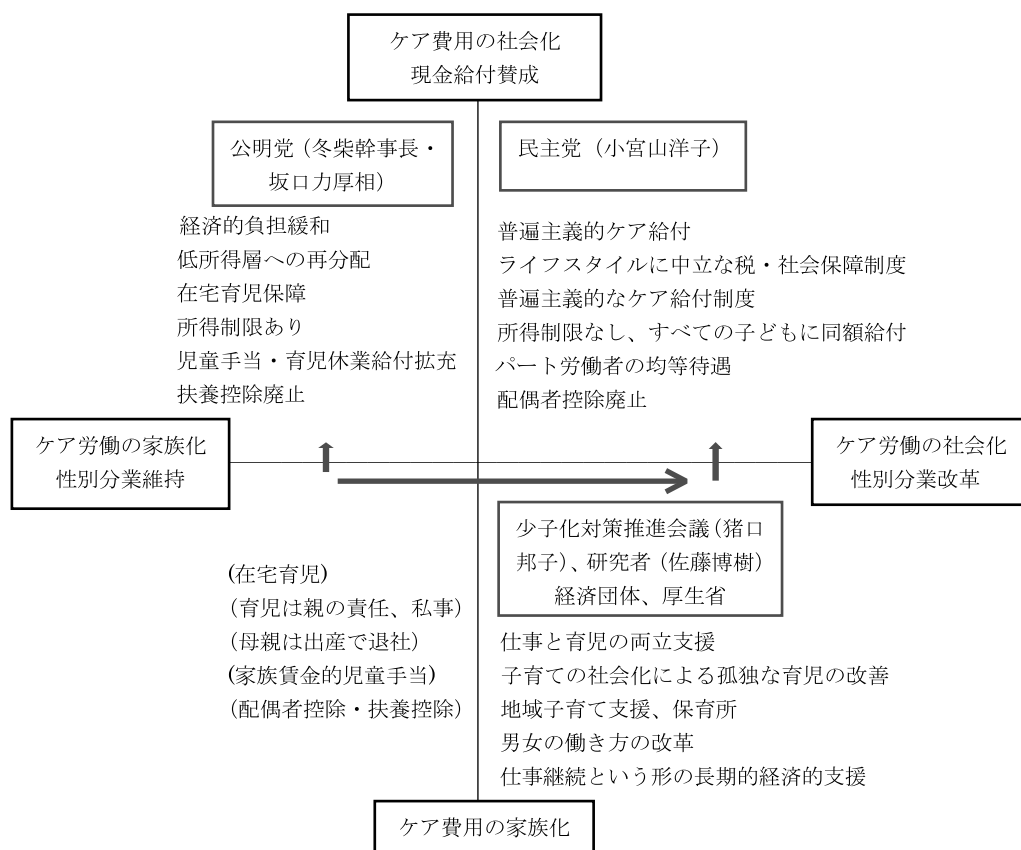 ケア費用の社会化
現金給付賛成
公明党（冬柴幹事長・
坂口力厚相）
経済的負担緩和
低所得層への再分配
在宅育児保障
所得制限あり
児童手当・育児休業給付拡充
扶養控除廃止
民主党（小宮山洋子）
普遍主義的ケア給付
ライフスタイルに中立な税・社会保障制度
普遍主義的なケア給付制度
所得制限なし、すべての子どもに同額給付
パート労働者の均等待遇
配偶者控除廃止
ケア労働の家族化
性別分業維持
ケア労働の社会化
性別分業改革
(在宅育児)
(育児は親の責任、私事)
(母親は出産で退社)
(家族賃金的児童手当)
(配偶者控除・扶養控除)
少子化対策推進会議（猪口
邦子）、研究者（佐藤博樹）
経済団体、厚生省
仕事と育児の両立支援
子育ての社会化による孤独な育児の改善
地域子育て支援、保育所
男女の働き方の改革
仕事継続という形の長期的経済的支援
ケア費用の家族化